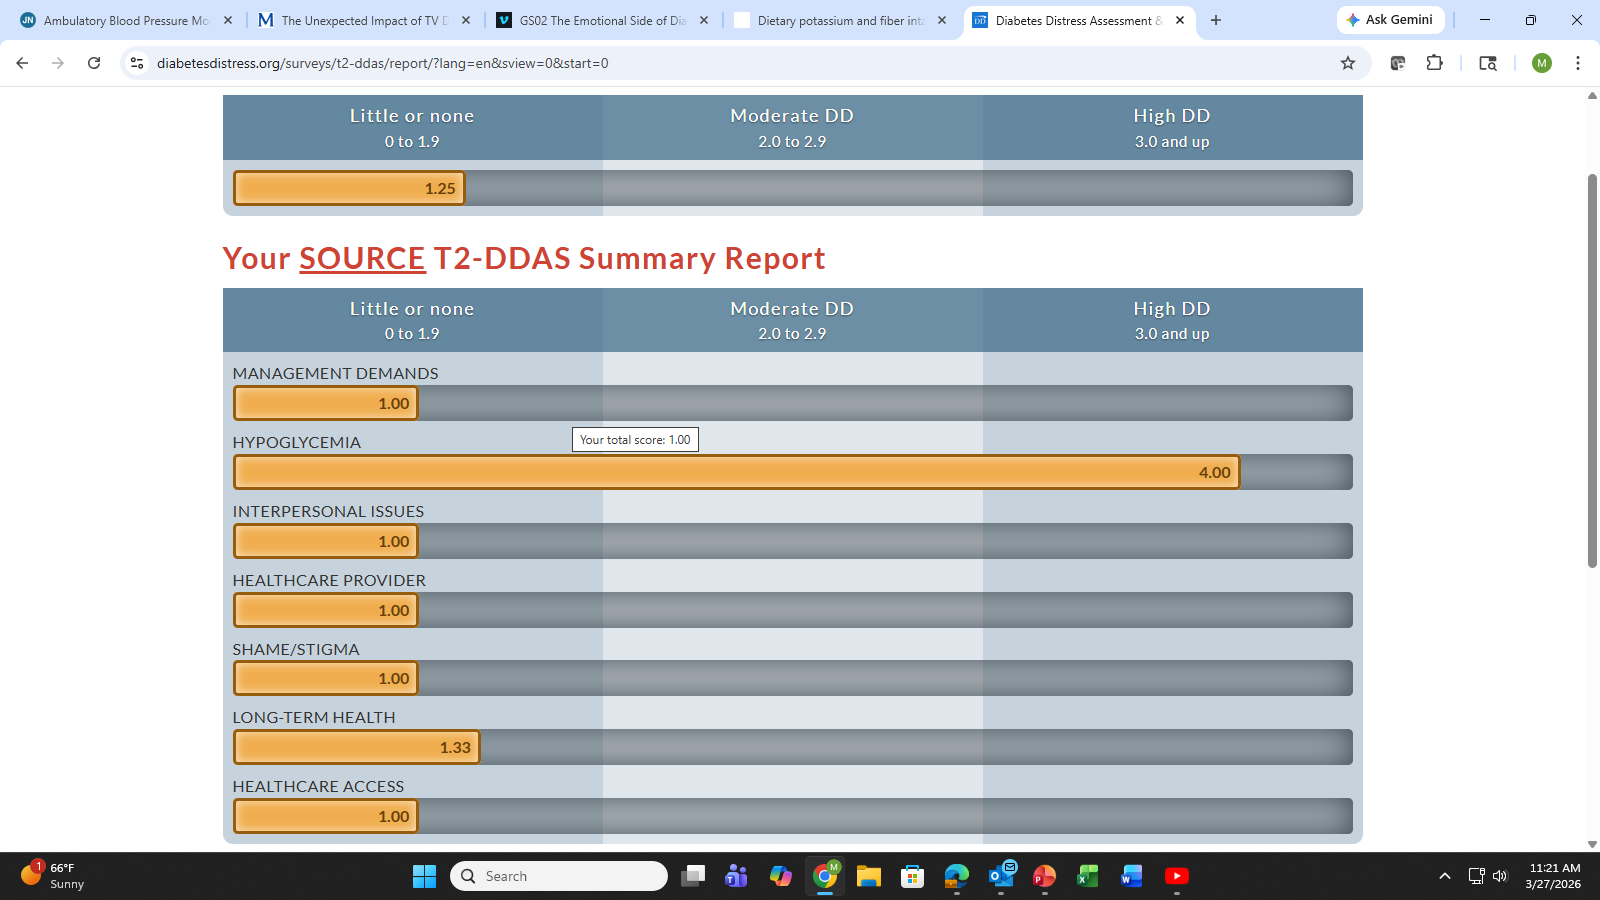 JN Ambulatory Blood Pressure Mo
M The Unexpected Impact of TV D
GS02 The Emotional Side of Dia
Dietary potassium and fiber inta
DD Diabetes Distress Assessment &
Ask Gemini
diabetesdistress.org/surveys/t2-ddas/report/?lang=en&sview=0&start=0
M
Little or none
0 to 1.9
Moderate DD
2.0 to 2.9
High DD
3.0 and up
1.25
Your SOURCE T2-DDAS Summary Report
Little or none
0 to 1.9
Moderate DD
2.0 to 2.9
High DD
3.0 and up
MANAGEMENT DEMANDS
1.00
Your total score: 1.00
HYPOGLYCEMIA
4.00
INTERPERSONAL ISSUES
1.00
HEALTHCARE PROVIDER
1.00
SHAME/STIGMA
1.00
LONG-TERM HEALTH
1.33
HEALTHCARE ACCESS
1.00
1
66°F
Sunny
Search
M
11:21 AM
3/27/2026